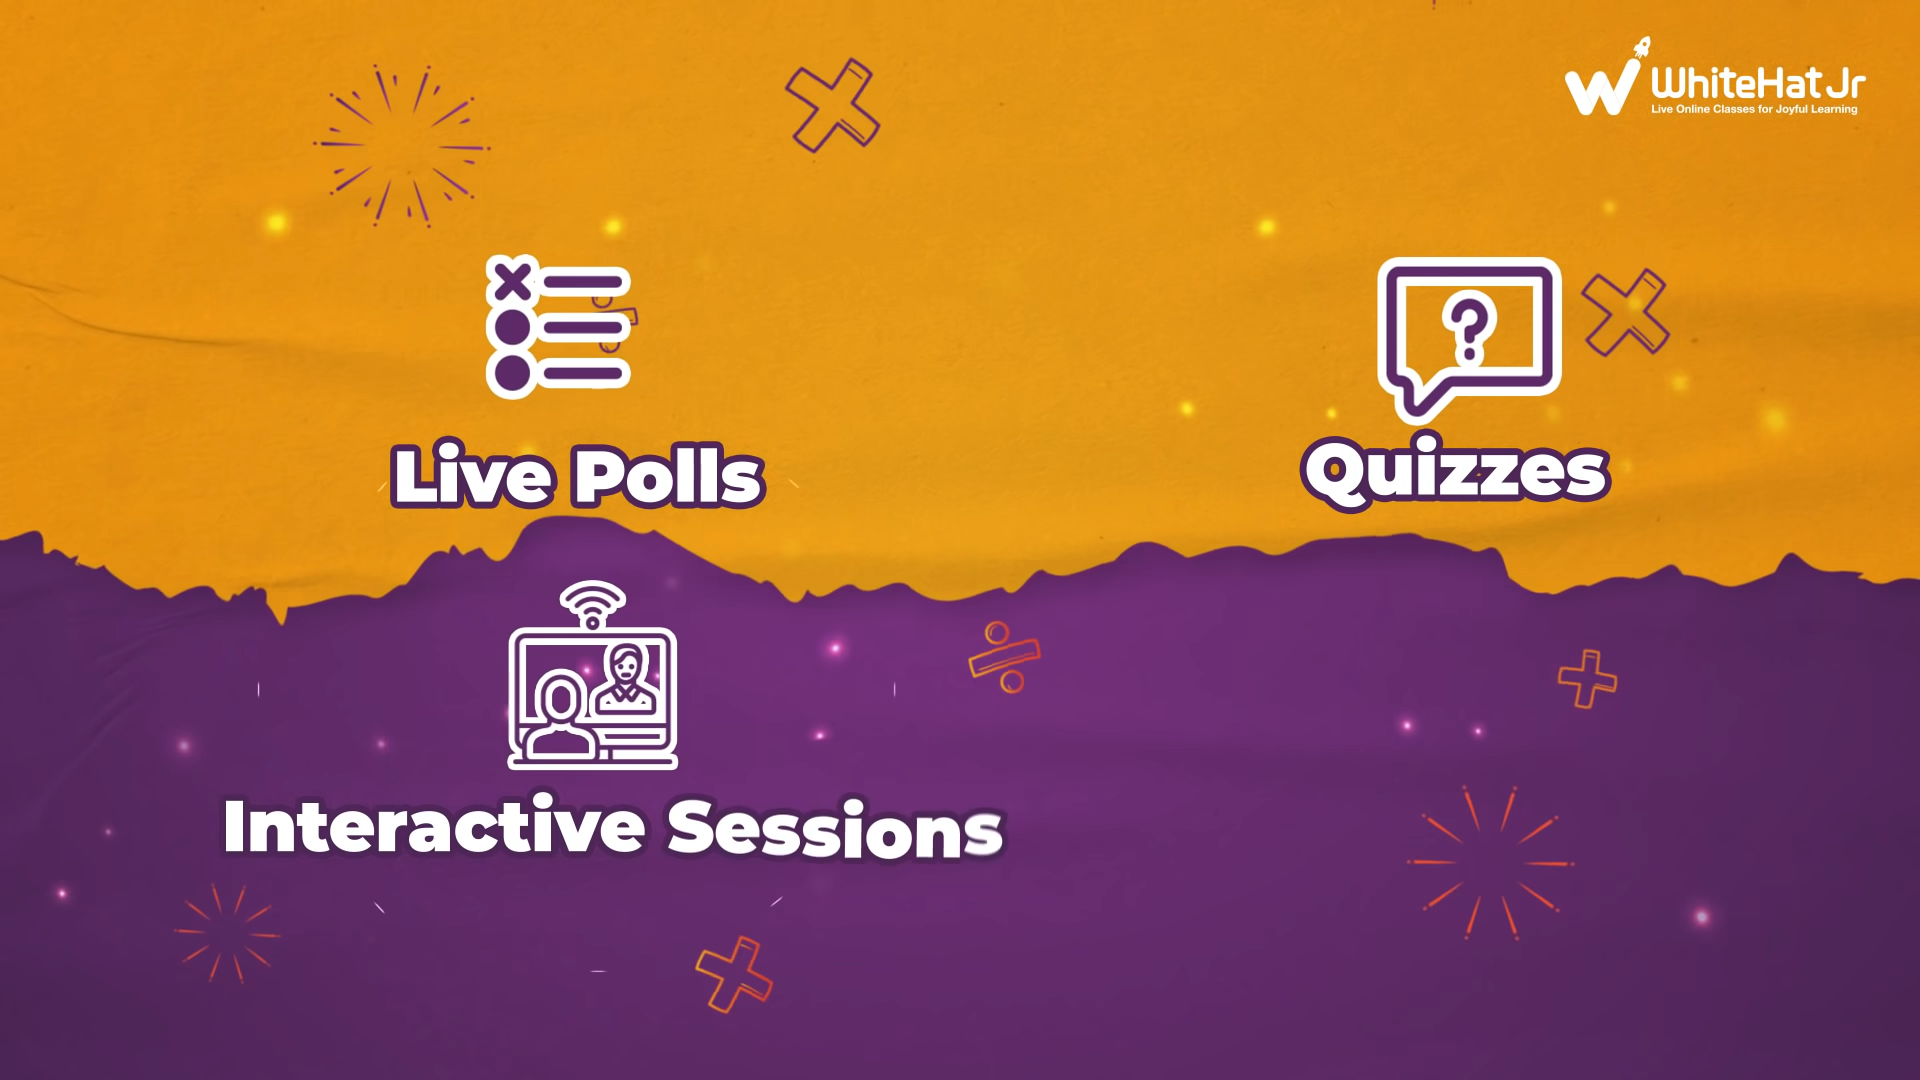 WhiteHat Jr
Live Online Classes for Joyful Learning
Live Polls
Quizzes
Interactive Sessions